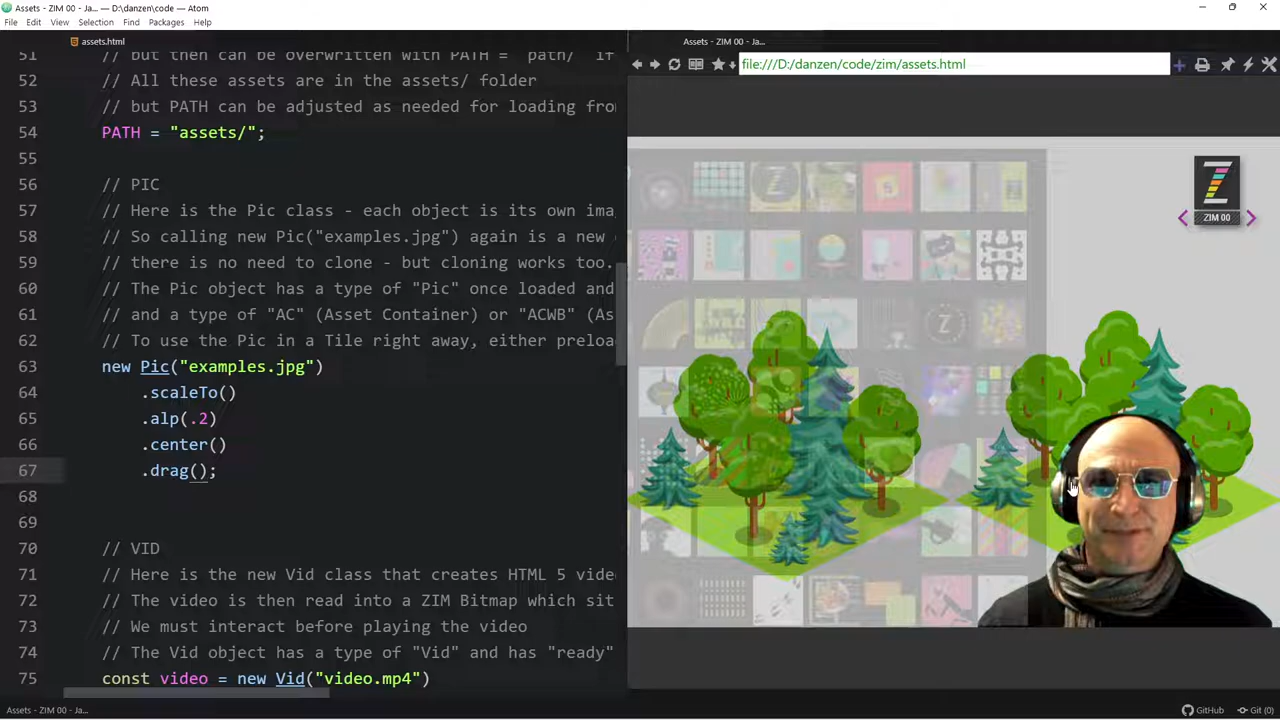 Assets - ZIM 00 - Ja... — D:\danzen\code — Atom
File Edit View Selection Find Packages Help
assets.html
Assets - ZIM 00 - Ja...
file:///D:/danzen/code/zim/assets.html
51 // but then can be overwritten with PATH = "path/" if
52 // All these assets are in the assets/ folder
53 // but PATH can be adjusted as needed for loading fro
54 PATH = "assets/";
55
56 // PIC
57 // Here is the Pic class - each object is its own ima
58 // So calling new Pic("examples.jpg") again is a new
59 // there is no need to clone - but cloning works too.
60 // The Pic object has a type of "Pic" once loaded and
61 // and a type of "AC" (Asset Container) or "ACWB" (As
62 // To use the Pic in a Tile right away, either preloa
63 new Pic("examples.jpg")
64 .scaleTo()
65 .alp(.2)
66 .center()
67 .drag();
68
69
70 // VID
71 // Here is the new Vid class that creates HTML 5 vide
72 // The video is then read into a ZIM Bitmap which sit
73 // We must interact before playing the video
74 // The Vid object has a type of "Vid" and has "ready"
75 const video = new Vid("video.mp4")
ZIM 00
Assets - ZIM 00 - Ja...
GitHub
Git (0)